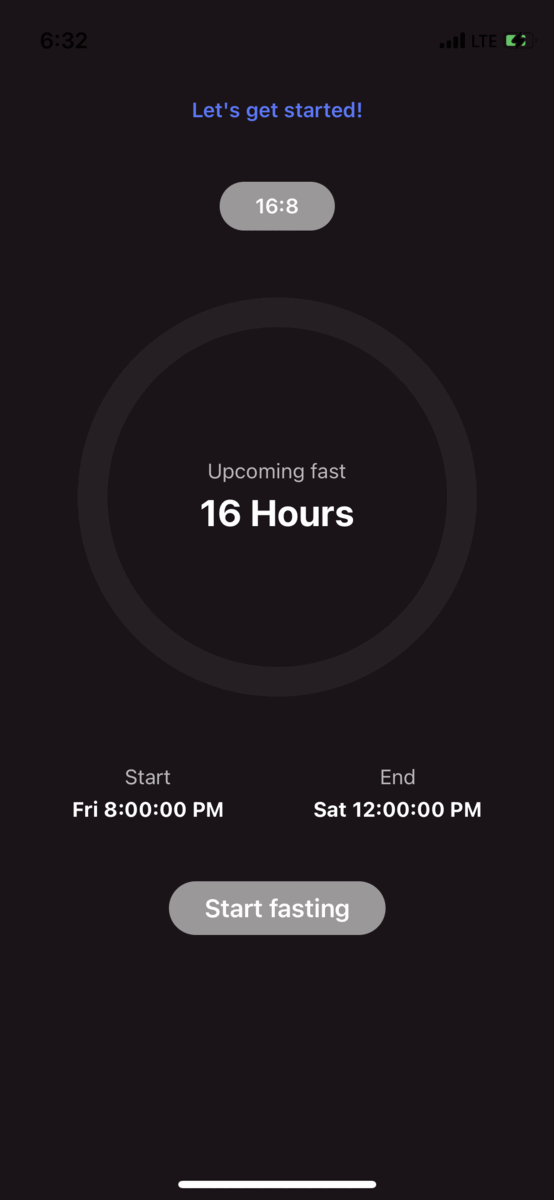 6:32
LTE
Let's get started!
16:8
Upcoming fast
16 Hours
Start
End
Fri 8:00:00 PM
Sat 12:00:00 PM
Start fasting